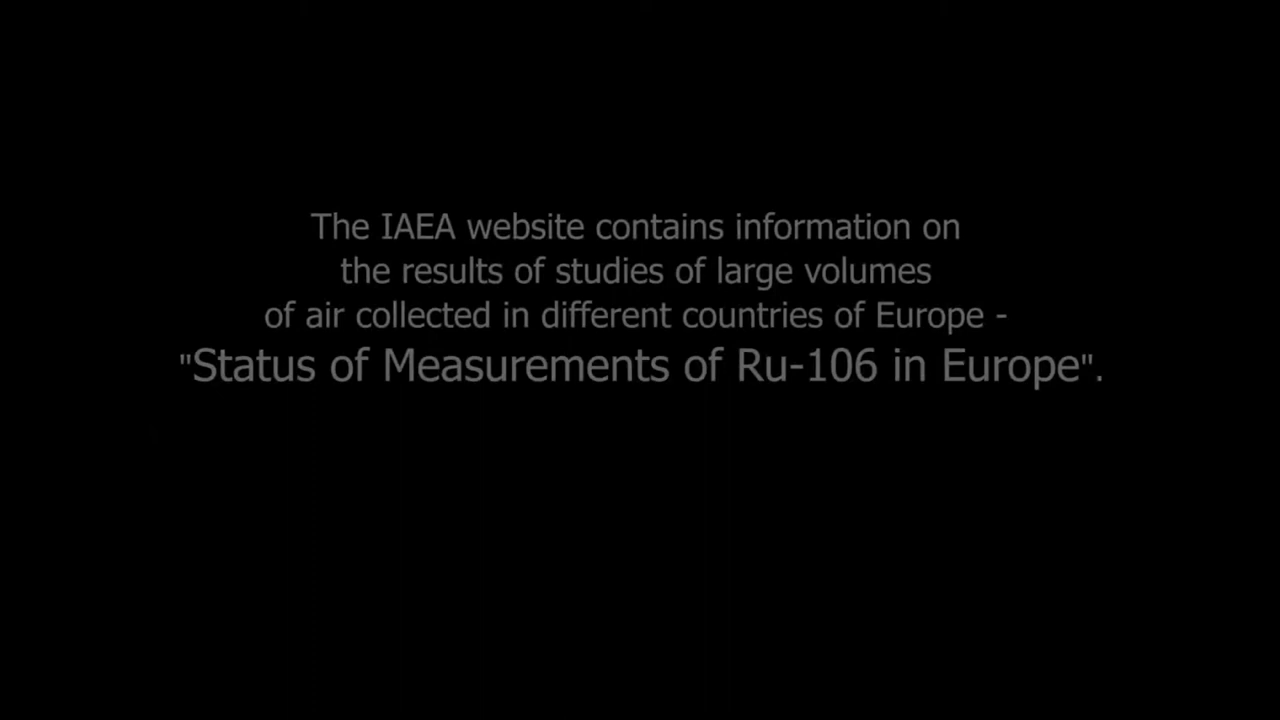 The IAEA website contains information on
the results of studies of large volumes
of air collected in different countries of Europe -
"Status of Measurements of Ru-106 in Europe".